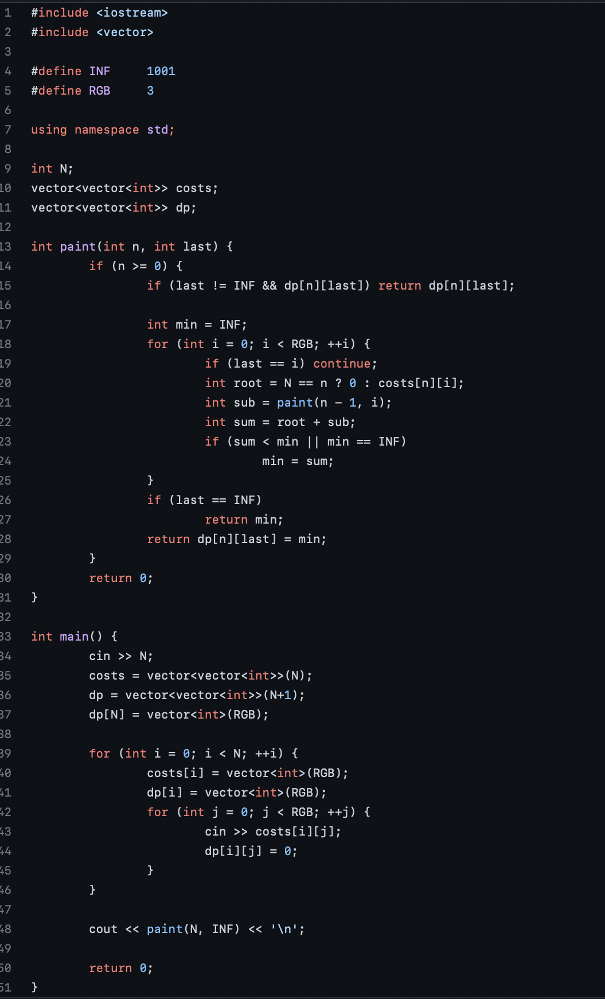 1 #include <iostream>
2 #include <vector>
3
4 #define INF     1001
5 #define RGB     3
6
7 using namespace std;
8
9 int N;
10 vector<vector<int>> costs;
11 vector<vector<int>> dp;
12
13 int paint(int n, int last) {
14         if (n >= 0) {
15                 if (last != INF && dp[n][last]) return dp[n][last];
16
17                 int min = INF;
18                 for (int i = 0; i < RGB; ++i) {
19                         if (last == i) continue;
20                         int root = N == n ? 0 : costs[n][i];
21                         int sub = paint(n - 1, i);
22                         int sum = root + sub;
23                         if (sum < min || min == INF)
24                                 min = sum;
25                 }
26                 if (last == INF)
27                         return min;
28                 return dp[n][last] = min;
29         }
30         return 0;
31 }
32
33 int main() {
34         cin >> N;
35         costs = vector<vector<int>>(N);
36         dp = vector<vector<int>>(N+1);
37         dp[N] = vector<int>(RGB);
38
39         for (int i = 0; i < N; ++i) {
40                 costs[i] = vector<int>(RGB);
41                 dp[i] = vector<int>(RGB);
42                 for (int j = 0; j < RGB; ++j) {
43                         cin >> costs[i][j];
44                         dp[i][j] = 0;
45                 }
46         }
47
48         cout << paint(N, INF) << '\n';
49
50         return 0;
51 }